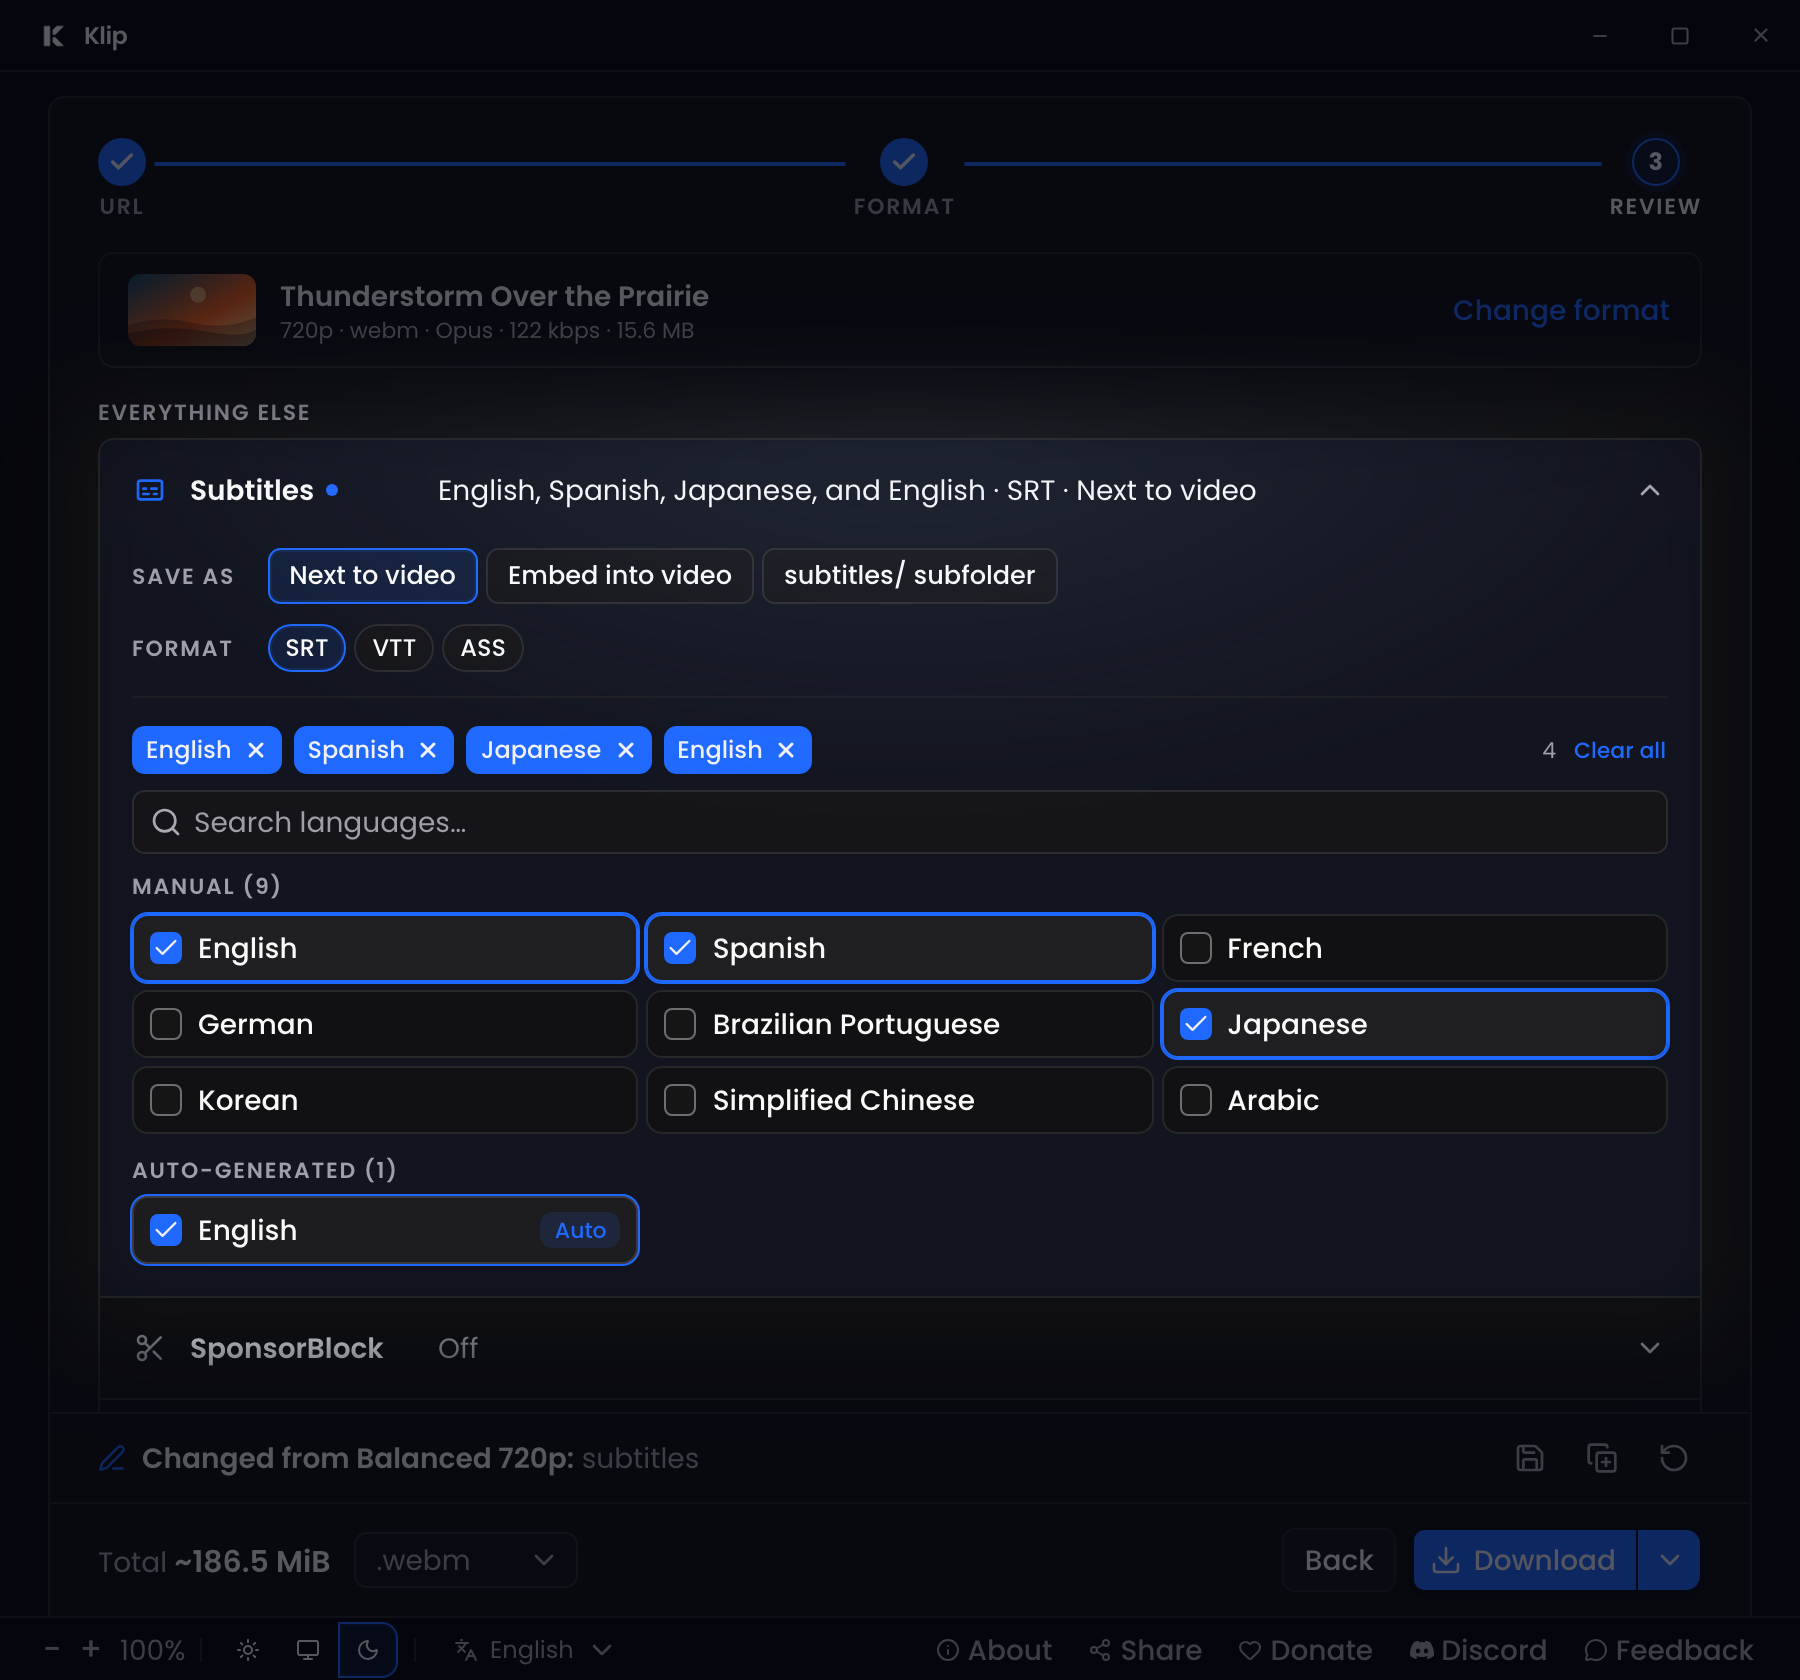 Klip
3
URL
FORMAT
REVIEW
Thunderstorm Over the Prairie
720p · webm · Opus · 122 kbps · 15.6 MB
Change format
EVERYTHING ELSE
Subtitles
English, Spanish, Japanese, and English · SRT · Next to video
SAVE AS
Next to video
Embed into video
subtitles/ subfolder
FORMAT
SRT
VTT
ASS
English
Spanish
Japanese
English
4
Clear all
Search languages...
MANUAL (9)
English
Spanish
French
German
Brazilian Portuguese
Japanese
Korean
Simplified Chinese
Arabic
AUTO-GENERATED (1)
English
Auto
SponsorBlock
Off
Changed from Balanced 720p: subtitles
Total ~186.5 MiB
.webm
Back
Download
100%
English
About
Share
Donate
Discord
Feedback